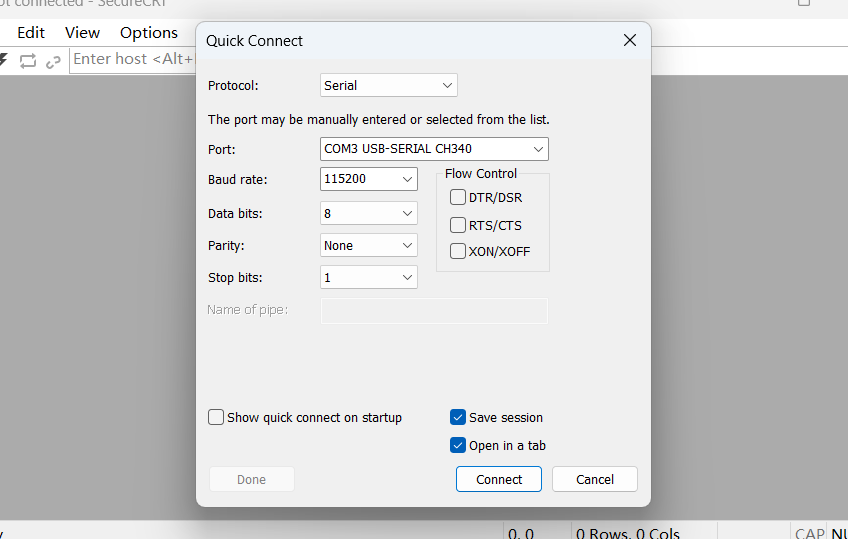 not connected - SecureCRT
Edit View Options
Enter host <Alt+
Quick Connect
Protocol: Serial
The port may be manually entered or selected from the list.
Port: COM3 USB-SERIAL CH340
Baud rate: 115200
Flow Control
DTR/DSR
Data bits: 8
RTS/CTS
Parity: None
XON/XOFF
Stop bits: 1
Name of pipe:
Show quick connect on startup
Save session
Open in a tab
Done Connect Cancel
0, 0 0 Rows, 0 Cols CAP NU